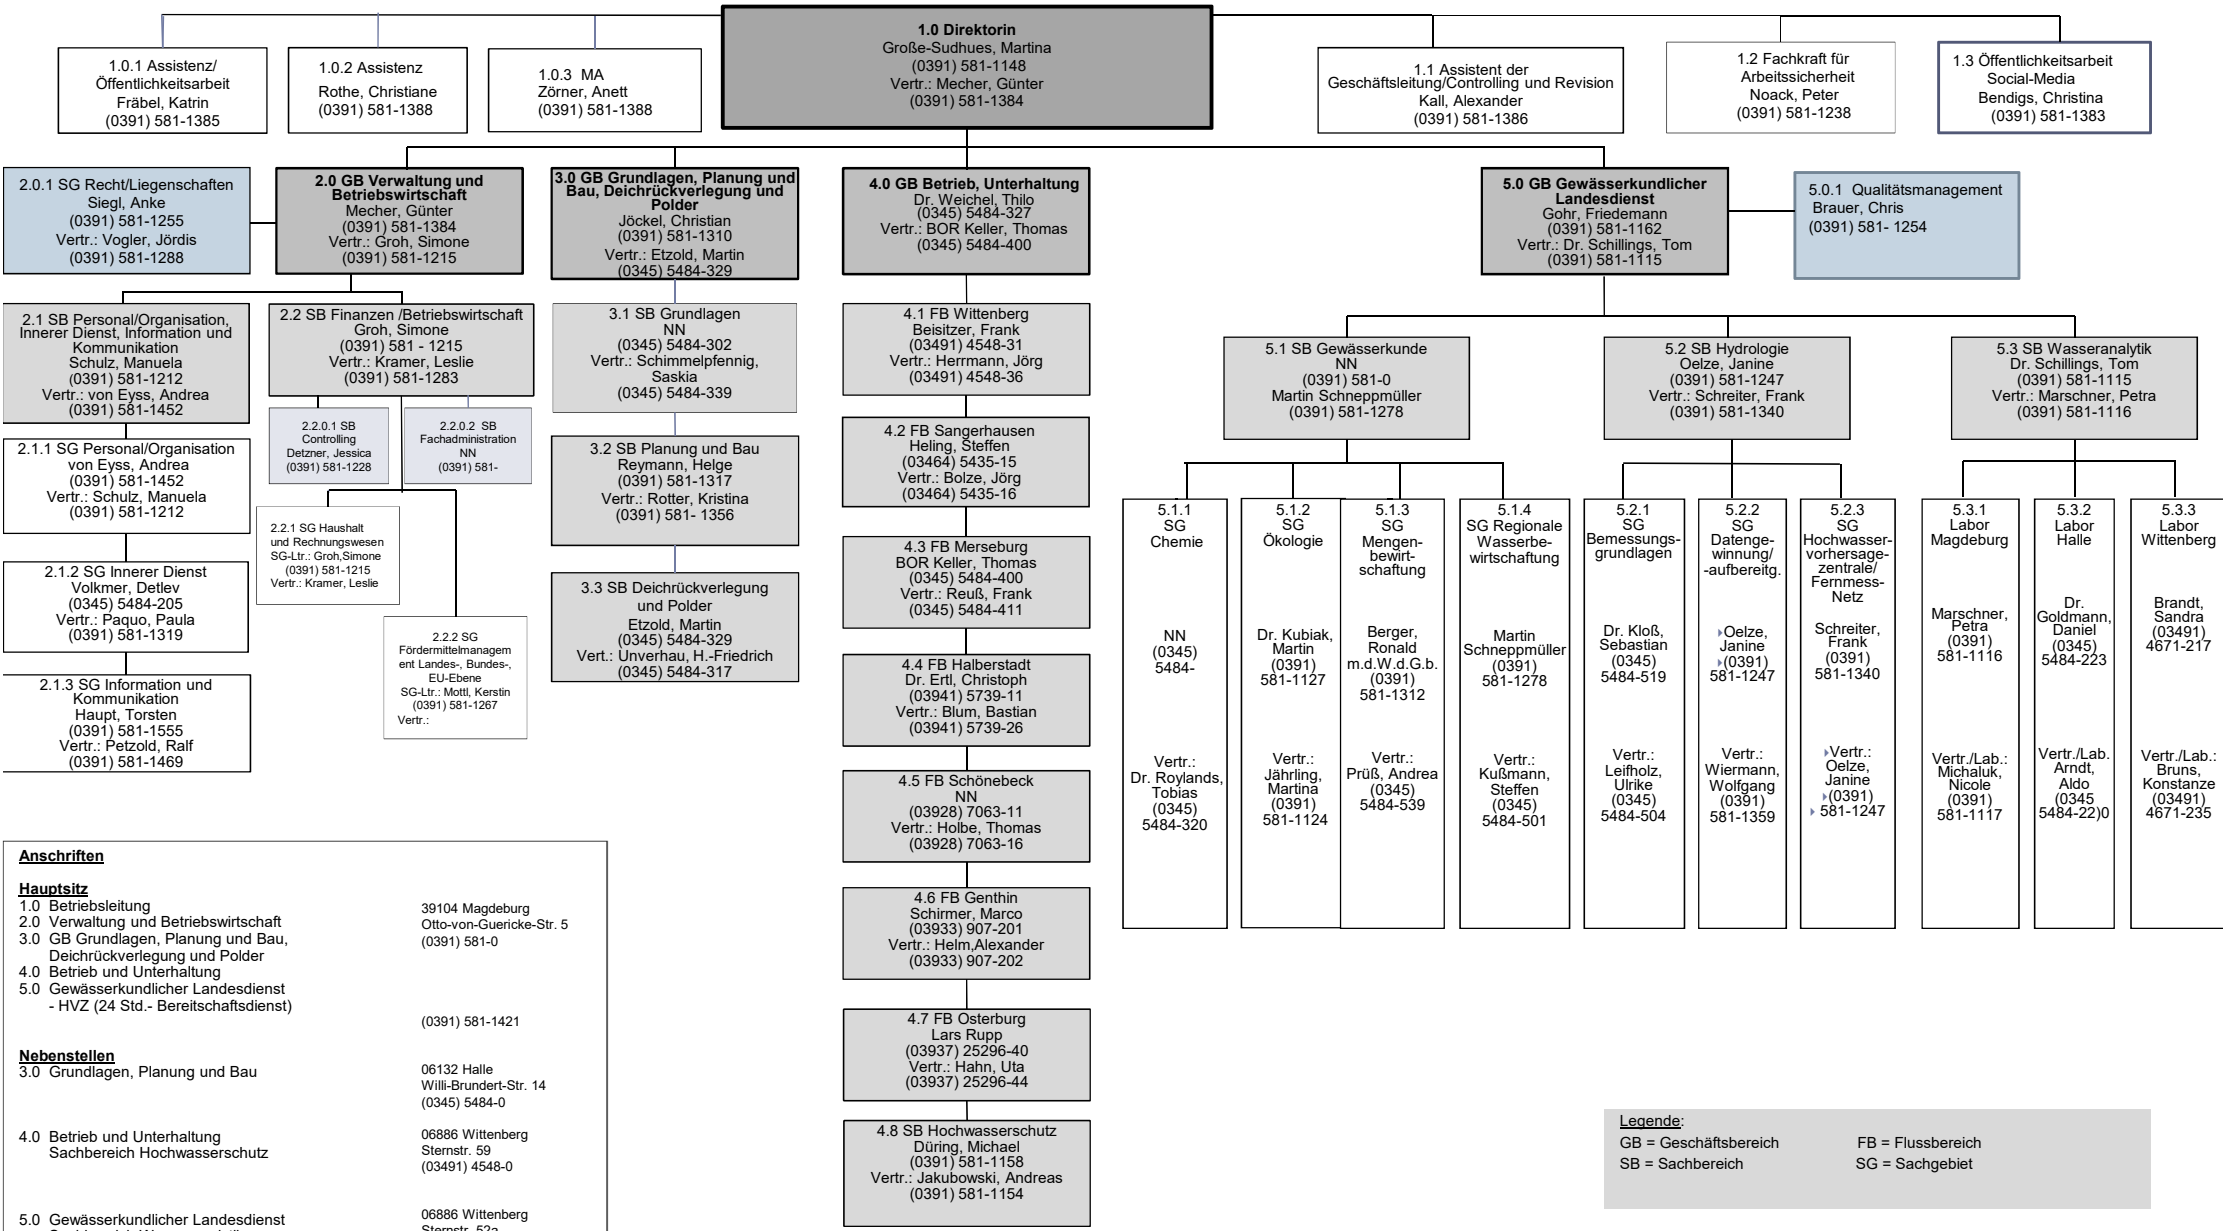 1.0 Direktorin
Große-Sudhues, Martina
(0391) 581-1148
Vertr.: Mecher, Günter
(0391) 581-1384
1.0.1 Assistenz/
Öffentlichkeitsarbeit
Fräbel, Katrin
(0391) 581-1385
1.0.2 Assistenz
Rothe, Christiane
(0391) 581-1388
1.0.3 MA
Zörner, Anett
(0391) 581-1388
1.1 Assistent der
Geschäftsleitung/Controlling und Revision
Kall, Alexander
(0391) 581-1386
1.2 Fachkraft für
Arbeitssicherheit
Noack, Peter
(0391) 581-1238
1.3 Öffentlichkeitsarbeit
Social-Media
Bendigs, Christina
(0391) 581-1383
2.0.1 SG Recht/Liegenschaften
Siegl, Anke
(0391) 581-1255
Vertr.: Vogler, Jördis
(0391) 581-1288
2.0 GB Verwaltung und
Betriebswirtschaft
Mecher, Günter
(0391) 581-1384
Vertr.: Groh, Simone
(0391) 581-1215
3.0 GB Grundlagen, Planung und
Bau, Deichrückverlegung und
Polder
Jöckel, Christian
(0391) 581-1310
Vertr.: Etzold, Martin
(0345) 5484-329
4.0 GB Betrieb, Unterhaltung
Dr. Weichel, Thilo
(0345) 5484-327
Vertr.: BOR Keller, Thomas
(0345) 5484-400
5.0 GB Gewässerkundlicher
Landesdienst
Gohr, Friedemann
(0391) 581-1162
Vertr.: Dr. Schillings, Tom
(0391) 581-1115
5.0.1 Qualitätsmanagement
Brauer, Chris
(0391) 581- 1254
2.1 SB Personal/Organisation,
Innerer Dienst, Information und
Kommunikation
Schulz, Manuela
(0391) 581-1212
Vertr.: von Eyss, Andrea
(0391) 581-1452
2.1.1 SG Personal/Organisation
von Eyss, Andrea
(0391) 581-1452
Vertr.: Schulz, Manuela
(0391) 581-1212
2.1.2 SG Innerer Dienst
Volkmer, Detlev
(0345) 5484-205
Vertr.: Paquo, Paula
(0391) 581-1319
2.1.3 SG Information und
Kommunikation
Haupt, Torsten
(0391) 581-1555
Vertr.: Petzold, Ralf
(0391) 581-1469
2.2 SB Finanzen /Betriebswirtschaft
Groh, Simone
(0391) 581 - 1215
Vertr.: Kramer, Leslie
(0391) 581-1283
2.2.0.1 SB
Controlling
Detzner, Jessica
(0391) 581-1228
2.2.0.2 SB
Fachadministration
NN
(0391) 581-
2.2.1 SG Haushalt
und Rechnungswesen
SG-Ltr.: Groh,Simone
(0391) 581-1215
Vertr.: Kramer, Leslie
2.2.2 SG
Fördermittelmanagem
ent Landes-, Bundes-,
EU-Ebene
SG-Ltr.: Mottl, Kerstin
(0391) 581-1267
Vertr.:
3.1 SB Grundlagen
NN
(0345) 5484-302
Vertr.: Schimmelpfennig,
Saskia
(0345) 5484-339
3.2 SB Planung und Bau
Reymann, Helge
(0391) 581-1317
Vertr.: Rotter, Kristina
(0391) 581- 1356
3.3 SB Deichrückverlegung
und Polder
Etzold, Martin
(0345) 5484-329
Vert.: Unverhau, H.-Friedrich
(0345) 5484-317
4.1 FB Wittenberg
Beisitzer, Frank
(03491) 4548-31
Vertr.: Herrmann, Jörg
(03491) 4548-36
4.2 FB Sangerhausen
Heling, Steffen
(03464) 5435-15
Vertr.: Bolze, Jörg
(03464) 5435-16
4.3 FB Merseburg
BOR Keller, Thomas
(0345) 5484-400
Vertr.: Reuß, Frank
(0345) 5484-411
4.4 FB Halberstadt
Dr. Ertl, Christoph
(03941) 5739-11
Vertr.: Blum, Bastian
(03941) 5739-26
4.5 FB Schönebeck
NN
(03928) 7063-11
Vertr.: Holbe, Thomas
(03928) 7063-16
4.6 FB Genthin
Schirmer, Marco
(03933) 907-201
Vertr.: Helm,Alexander
(03933) 907-202
4.7 FB Osterburg
Lars Rupp
(03937) 25296-40
Vertr.: Hahn, Uta
(03937) 25296-44
4.8 SB Hochwasserschutz
Düring, Michael
(0391) 581-1158
Vertr.: Jakubowski, Andreas
(0391) 581-1154
5.1 SB Gewässerkunde
NN
(0391) 581-0
Martin Schneppmüller
(0391) 581-1278
5.2 SB Hydrologie
Oelze, Janine
(0391) 581-1247
Vertr.: Schreiter, Frank
(0391) 581-1340
5.3 SB Wasseranalytik
Dr. Schillings, Tom
(0391) 581-1115
Vertr.: Marschner, Petra
(0391) 581-1116
5.1.1
SG
Chemie
NN
(0345)
5484-
Vertr.:
Dr. Roylands,
Tobias
(0345)
5484-320
5.1.2
SG
Ökologie
Dr. Kubiak,
Martin
(0391)
581-1127
Vertr.:
Jährling,
Martina
(0391)
581-1124
5.1.3
SG
Mengen-
bewirt-
schaftung
Berger,
Ronald
m.d.W.d.G.b.
(0391)
581-1312
Vertr.:
Prüß, Andrea
(0345)
5484-539
5.1.4
SG Regionale
Wasserbe-
wirtschaftung
Martin
Schneppmüller
(0391)
581-1278
Vertr.:
Kußmann,
Steffen
(0345)
5484-501
5.2.1
SG
Bemessungs-
grundlagen
Dr. Kloß,
Sebastian
(0345)
5484-519
Vertr.:
Leifholz,
Ulrike
(0345)
5484-504
5.2.2
SG
Datenge-
winnung/
-aufbereitg.
Oelze,
Janine
(0391)
581-1247
Vertr.:
Wiermann,
Wolfgang
(0391)
581-1359
5.2.3
SG
Hochwasser-
vorhersage-
zentrale/
Fernmess-
Netz
Schreiter,
Frank
(0391)
581-1340
Vertr.:
Oelze,
Janine
(0391)
581-1247
5.3.1
Labor
Magdeburg
Marschner,
Petra
(0391)
581-1116
Vertr./Lab.:
Michaluk,
Nicole
(0391)
581-1117
5.3.2
Labor
Halle
Dr.
Goldmann,
Daniel
(0345)
5484-223
Vertr./Lab.
Arndt,
Aldo
(0345
5484-22)0
5.3.3
Labor
Wittenberg
Brandt,
Sandra
(03491)
4671-217
Vertr./Lab.:
Bruns,
Konstanze
(03491)
4671-235
Anschriften
Hauptsitz
1.0 Betriebsleitung
2.0 Verwaltung und Betriebswirtschaft
3.0 GB Grundlagen, Planung und Bau,
Deichrückverlegung und Polder
4.0 Betrieb und Unterhaltung
5.0 Gewässerkundlicher Landesdienst
- HVZ (24 Std.- Bereitschaftsdienst)
39104 Magdeburg
Otto-von-Guericke-Str. 5
(0391) 581-0
(0391) 581-1421
Nebenstellen
3.0 Grundlagen, Planung und Bau
06132 Halle
Willi-Brundert-Str. 14
(0345) 5484-0
4.0 Betrieb und Unterhaltung
Sachbereich Hochwasserschutz
06886 Wittenberg
Sternstr. 59
(03491) 4548-0
5.0 Gewässerkundlicher Landesdienst
06886 Wittenberg
Sternstr. 52a
Legende:
GB = Geschäftsbereich
FB = Flussbereich
SB = Sachbereich
SG = Sachgebiet